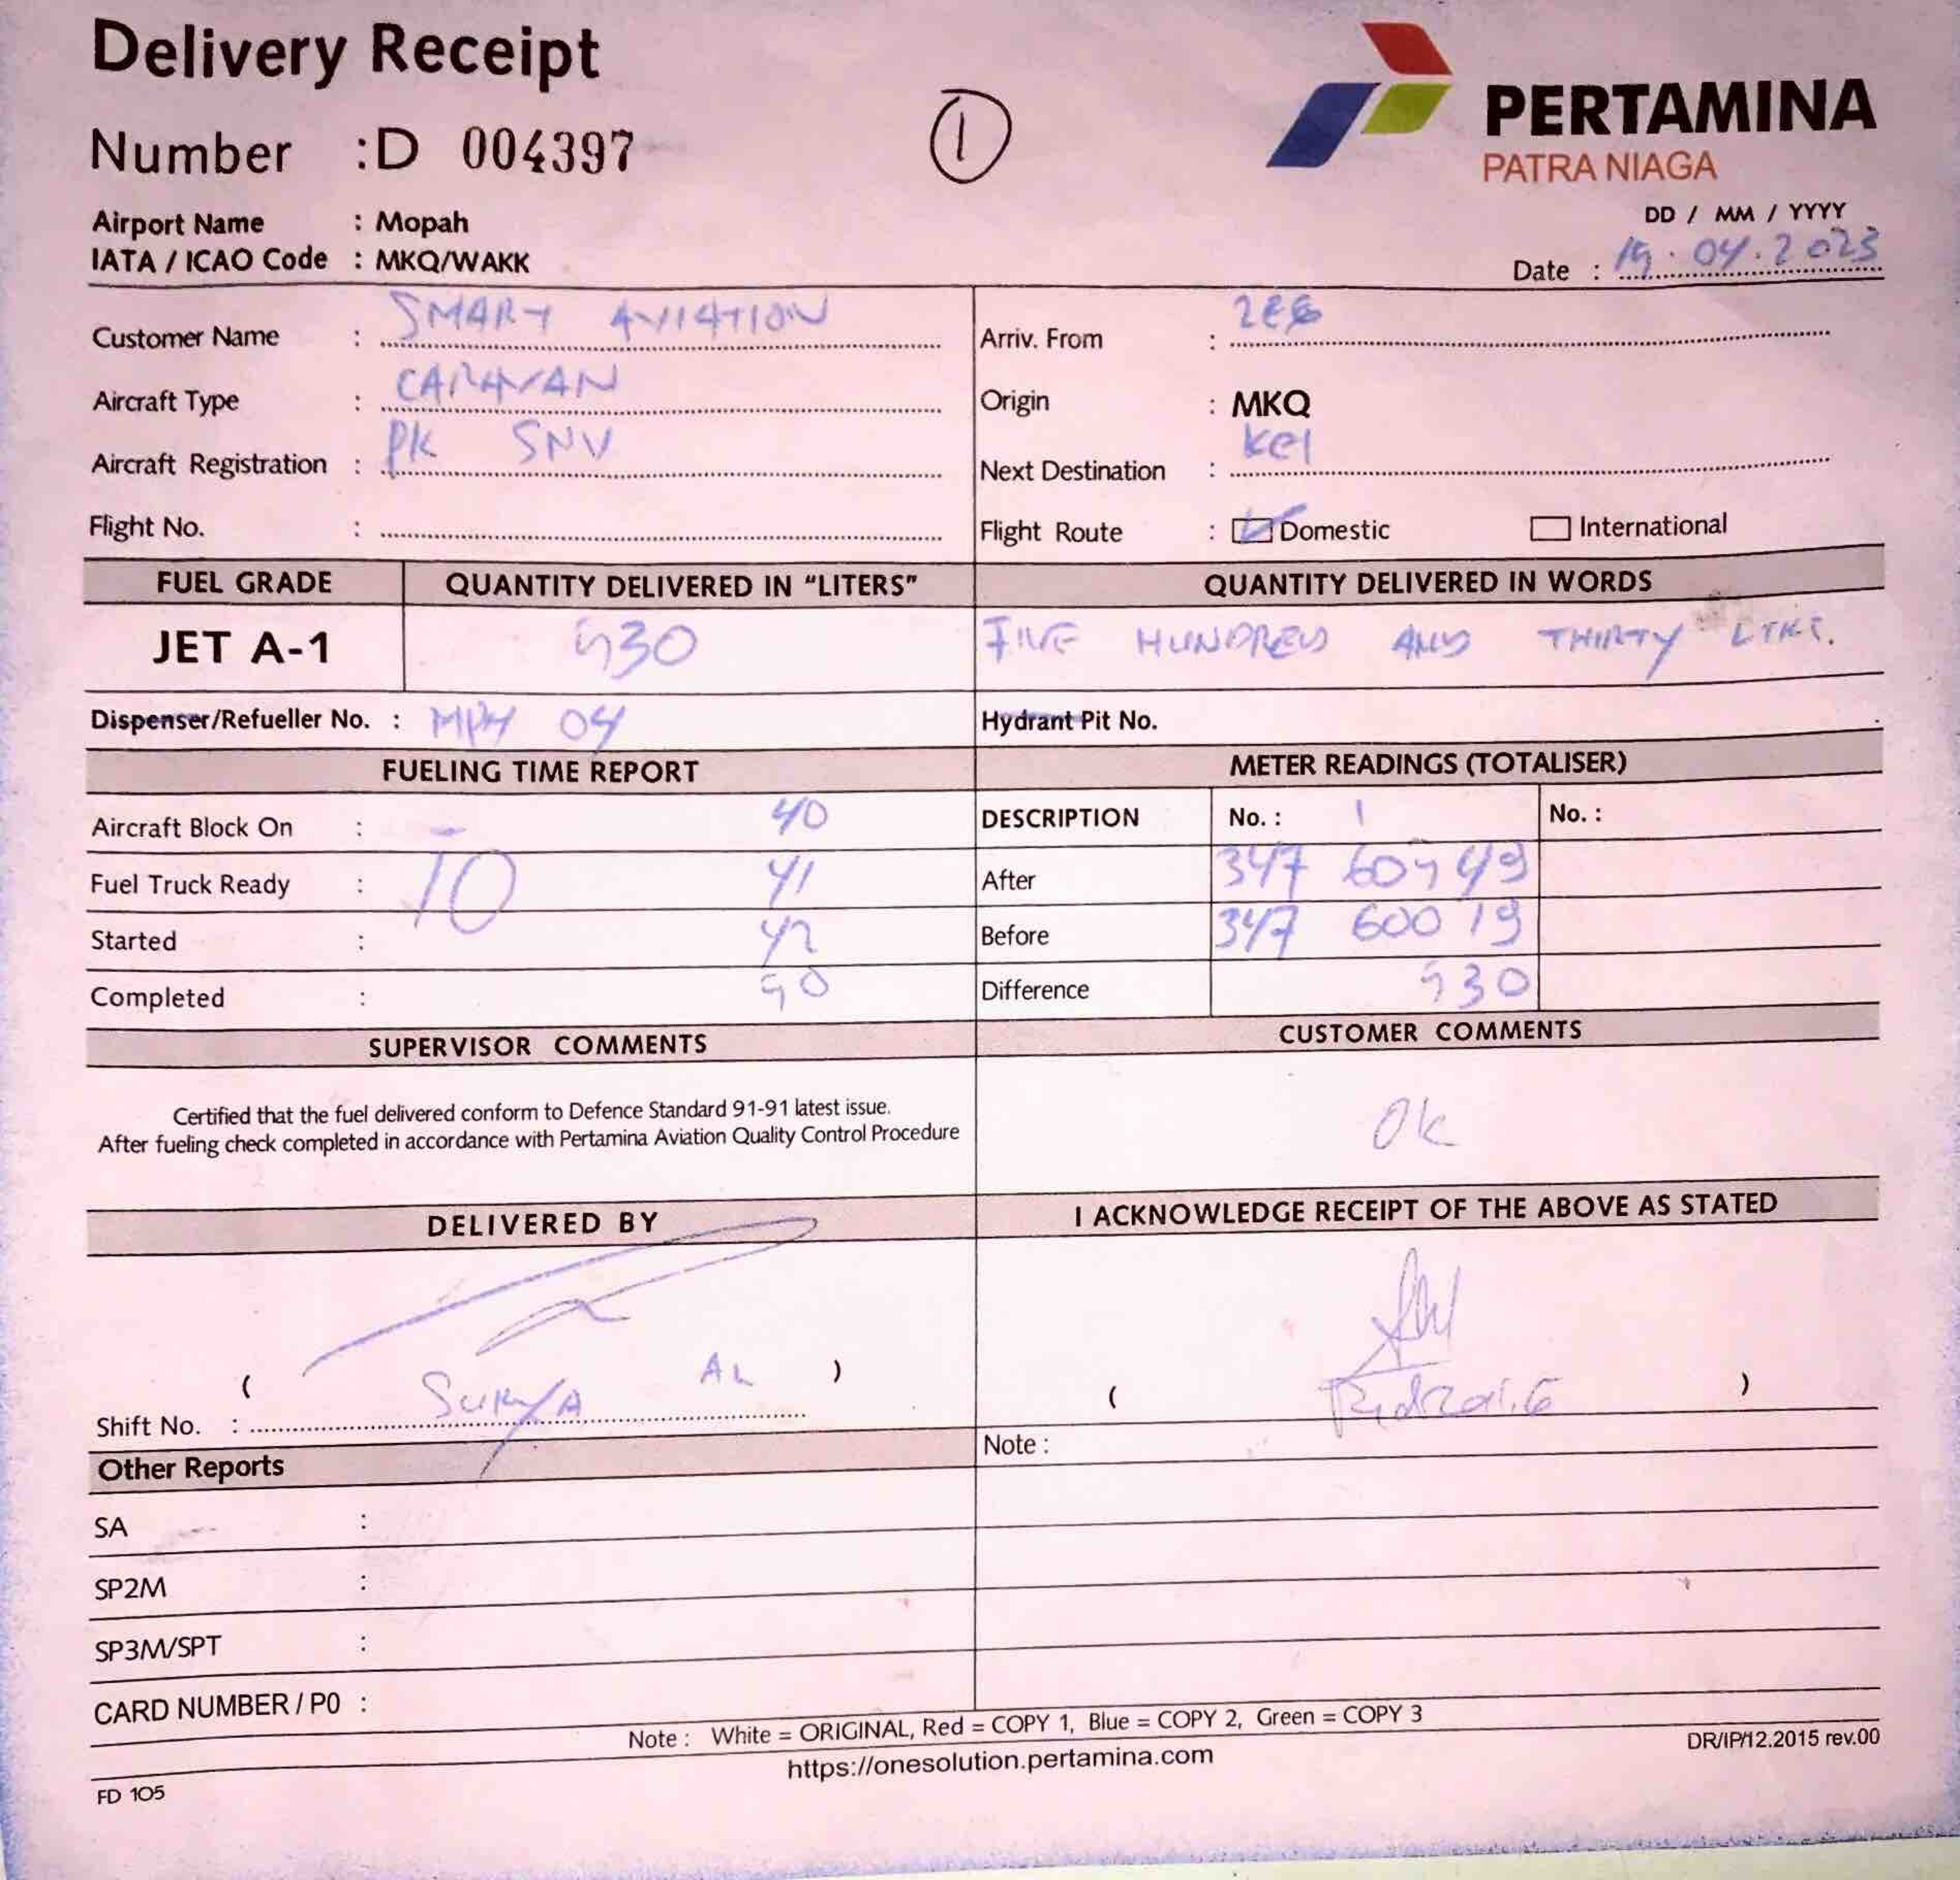 Delivery Receipt
Number : D 004397
1
PERTAMINA
PATRA NIAGA
Airport Name : Mopah
IATA / ICAO Code : MKQ/WAKK
DD / MM / YYYY
Date : .04.2023
Customer Name : SMART AVIATION
Arriv. From :
Aircraft Type : CARAVAN
Origin : MKQ
Aircraft Registration : PK SNV
Next Destination : Kel
Flight No. :
Flight Route : Domestic International
FUEL GRADE QUANTITY DELIVERED IN "LITERS" QUANTITY DELIVERED IN WORDS
JET A-1 530 FIVE HUNDRED AND THIRTY LTRS.
Dispenser/Refueller No. : MPH 04 Hydrant Pit No.
FUELING TIME REPORT METER READINGS (TOTALISER)
Aircraft Block On : - 40 DESCRIPTION No. : 1 No. :
Fuel Truck Ready : 10 41 After 347 605 49
Started : 42 Before 347 600 19
Completed : 50 Difference 530
SUPERVISOR COMMENTS CUSTOMER COMMENTS
Certified that the fuel delivered conform to Defence Standard 91-91 latest issue.
After fueling check completed in accordance with Pertamina Aviation Quality Control Procedure
Ok
DELIVERED BY I ACKNOWLEDGE RECEIPT OF THE ABOVE AS STATED
( SURYA AL )
( )
Shift No. :
Note :
Other Reports
SA :
SP2M :
SP3M/SPT :
CARD NUMBER / P0 :
Note : White = ORIGINAL, Red = COPY 1, Blue = COPY 2, Green = COPY 3
https://onesolution.pertamina.com
DR/IP/12.2015 rev.00
FD 105